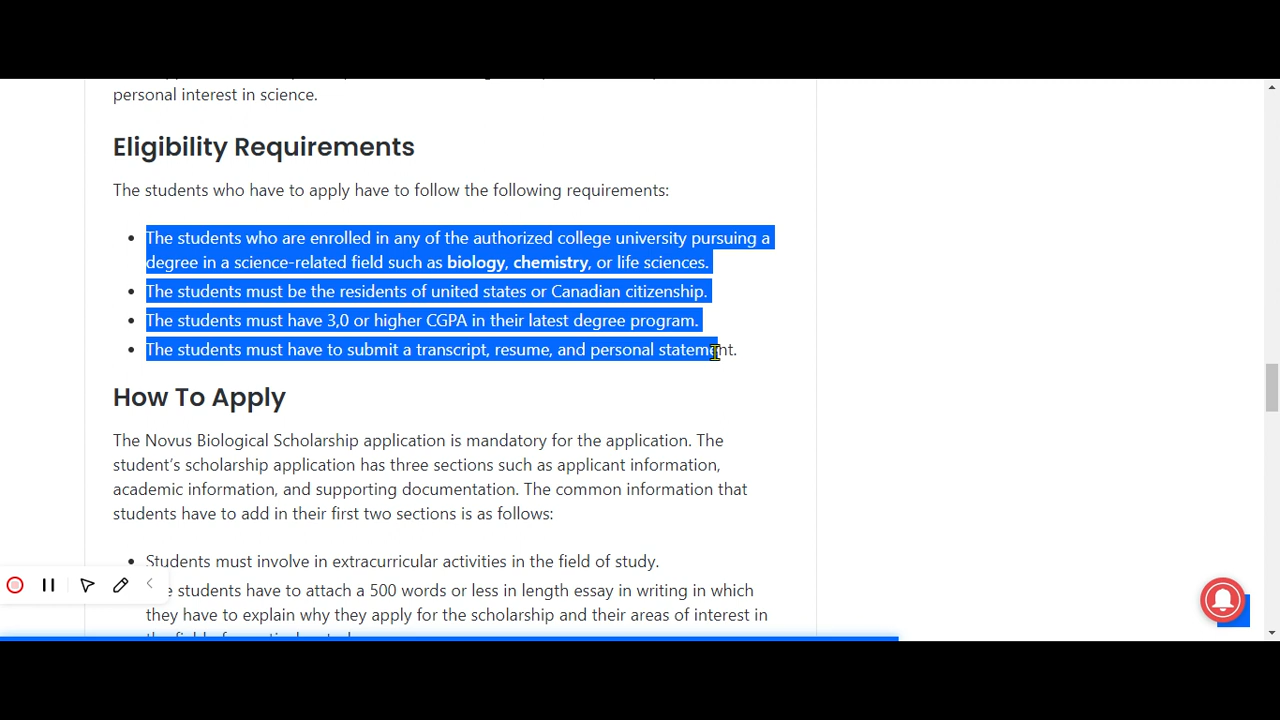 personal interest in science.
Eligibility Requirements
The students who have to apply have to follow the following requirements:
The students who are enrolled in any of the authorized college university pursuing a
degree in a science-related field such as biology, chemistry, or life sciences.
The students must be the residents of united states or Canadian citizenship.
The students must have 3,0 or higher CGPA in their latest degree program.
The students must have to submit a transcript, resume, and personal statement.
How To Apply
The Novus Biological Scholarship application is mandatory for the application. The
student’s scholarship application has three sections such as applicant information,
academic information, and supporting documentation. The common information that
students have to add in their first two sections is as follows:
Students must involve in extracurricular activities in the field of study.
students have to attach a 500 words or less in length essay in writing in which
they have to explain why they apply for the scholarship and their areas of interest in